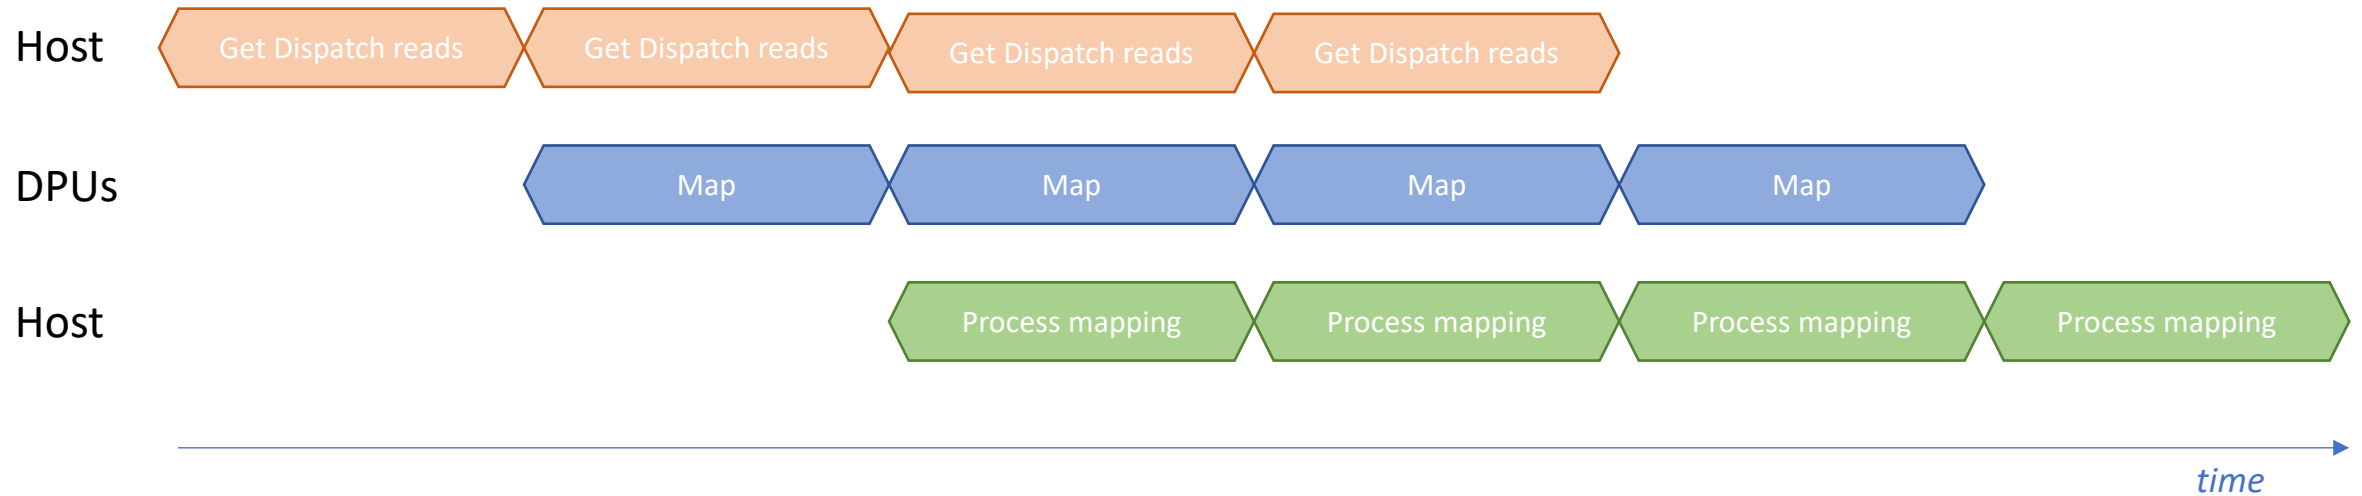 Host Get Dispatch reads Get Dispatch reads Get Dispatch reads Get Dispatch reads
DPUs Map Map Map Map
Host Process mapping Process mapping Process mapping Process mapping
time